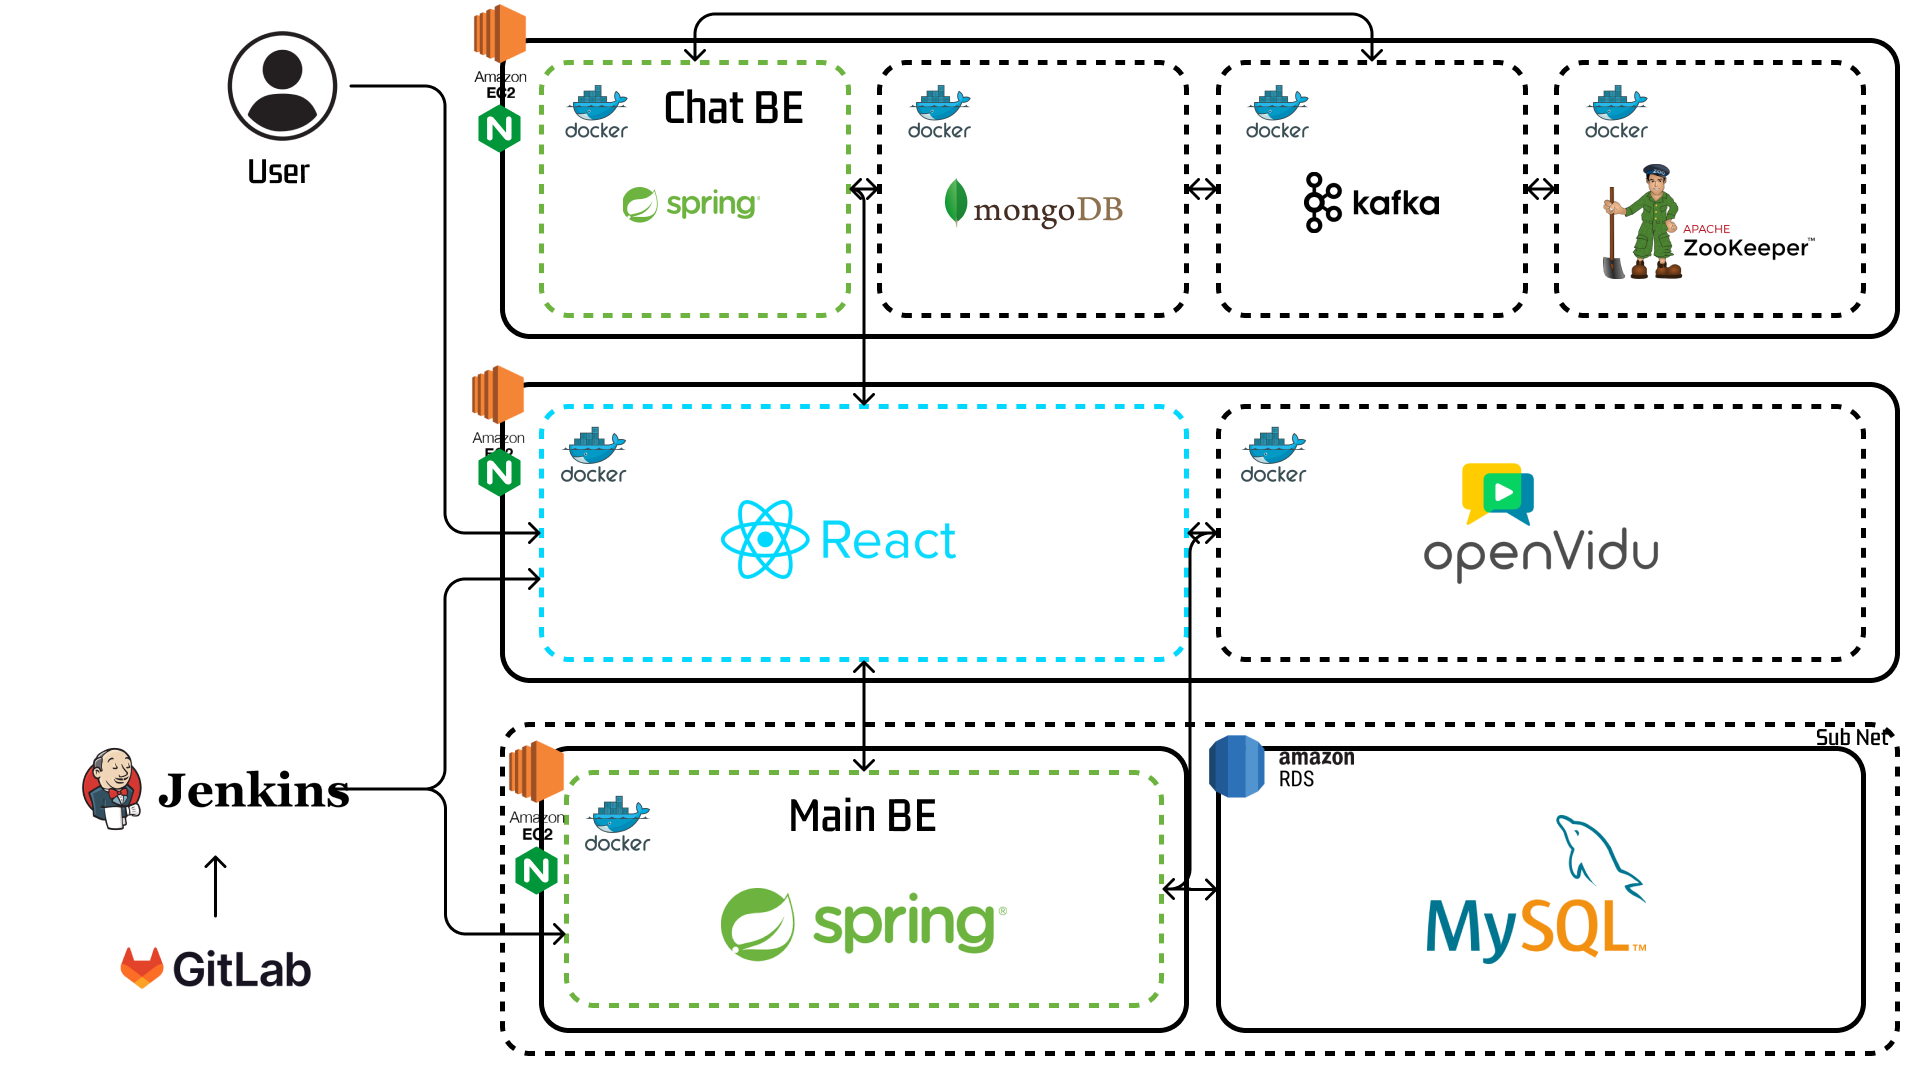 User
Amazon
EC2
docker
Chat BE
spring®
docker
mongoDB
docker
kafka
docker
ZOO
APACHE
ZooKeeper™
Amazon
EC2
docker
React
docker
openVidu
Jenkins
GitLab
Sub Net
Amazon
EC2
docker
Main BE
spring®
amazon
RDS
MySQL™